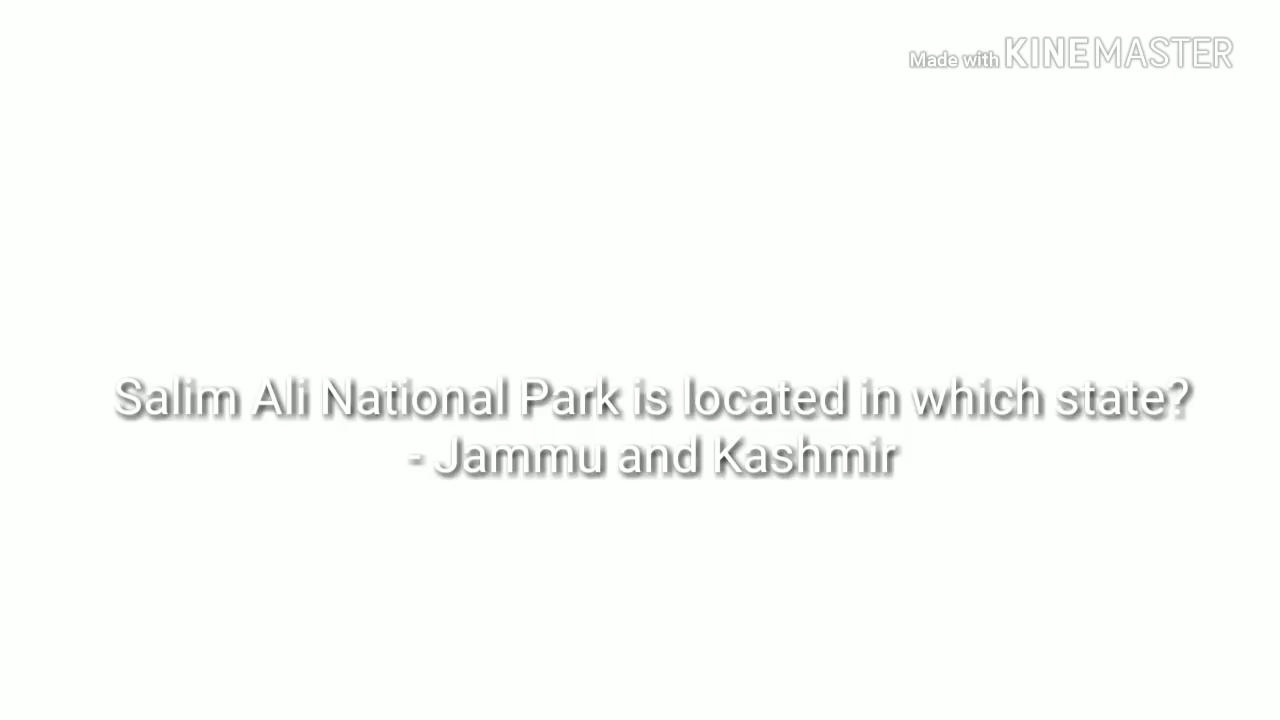 Made with KINEMASTER
Salim Ali National Park is located in which state?
- Jammu and Kashmir